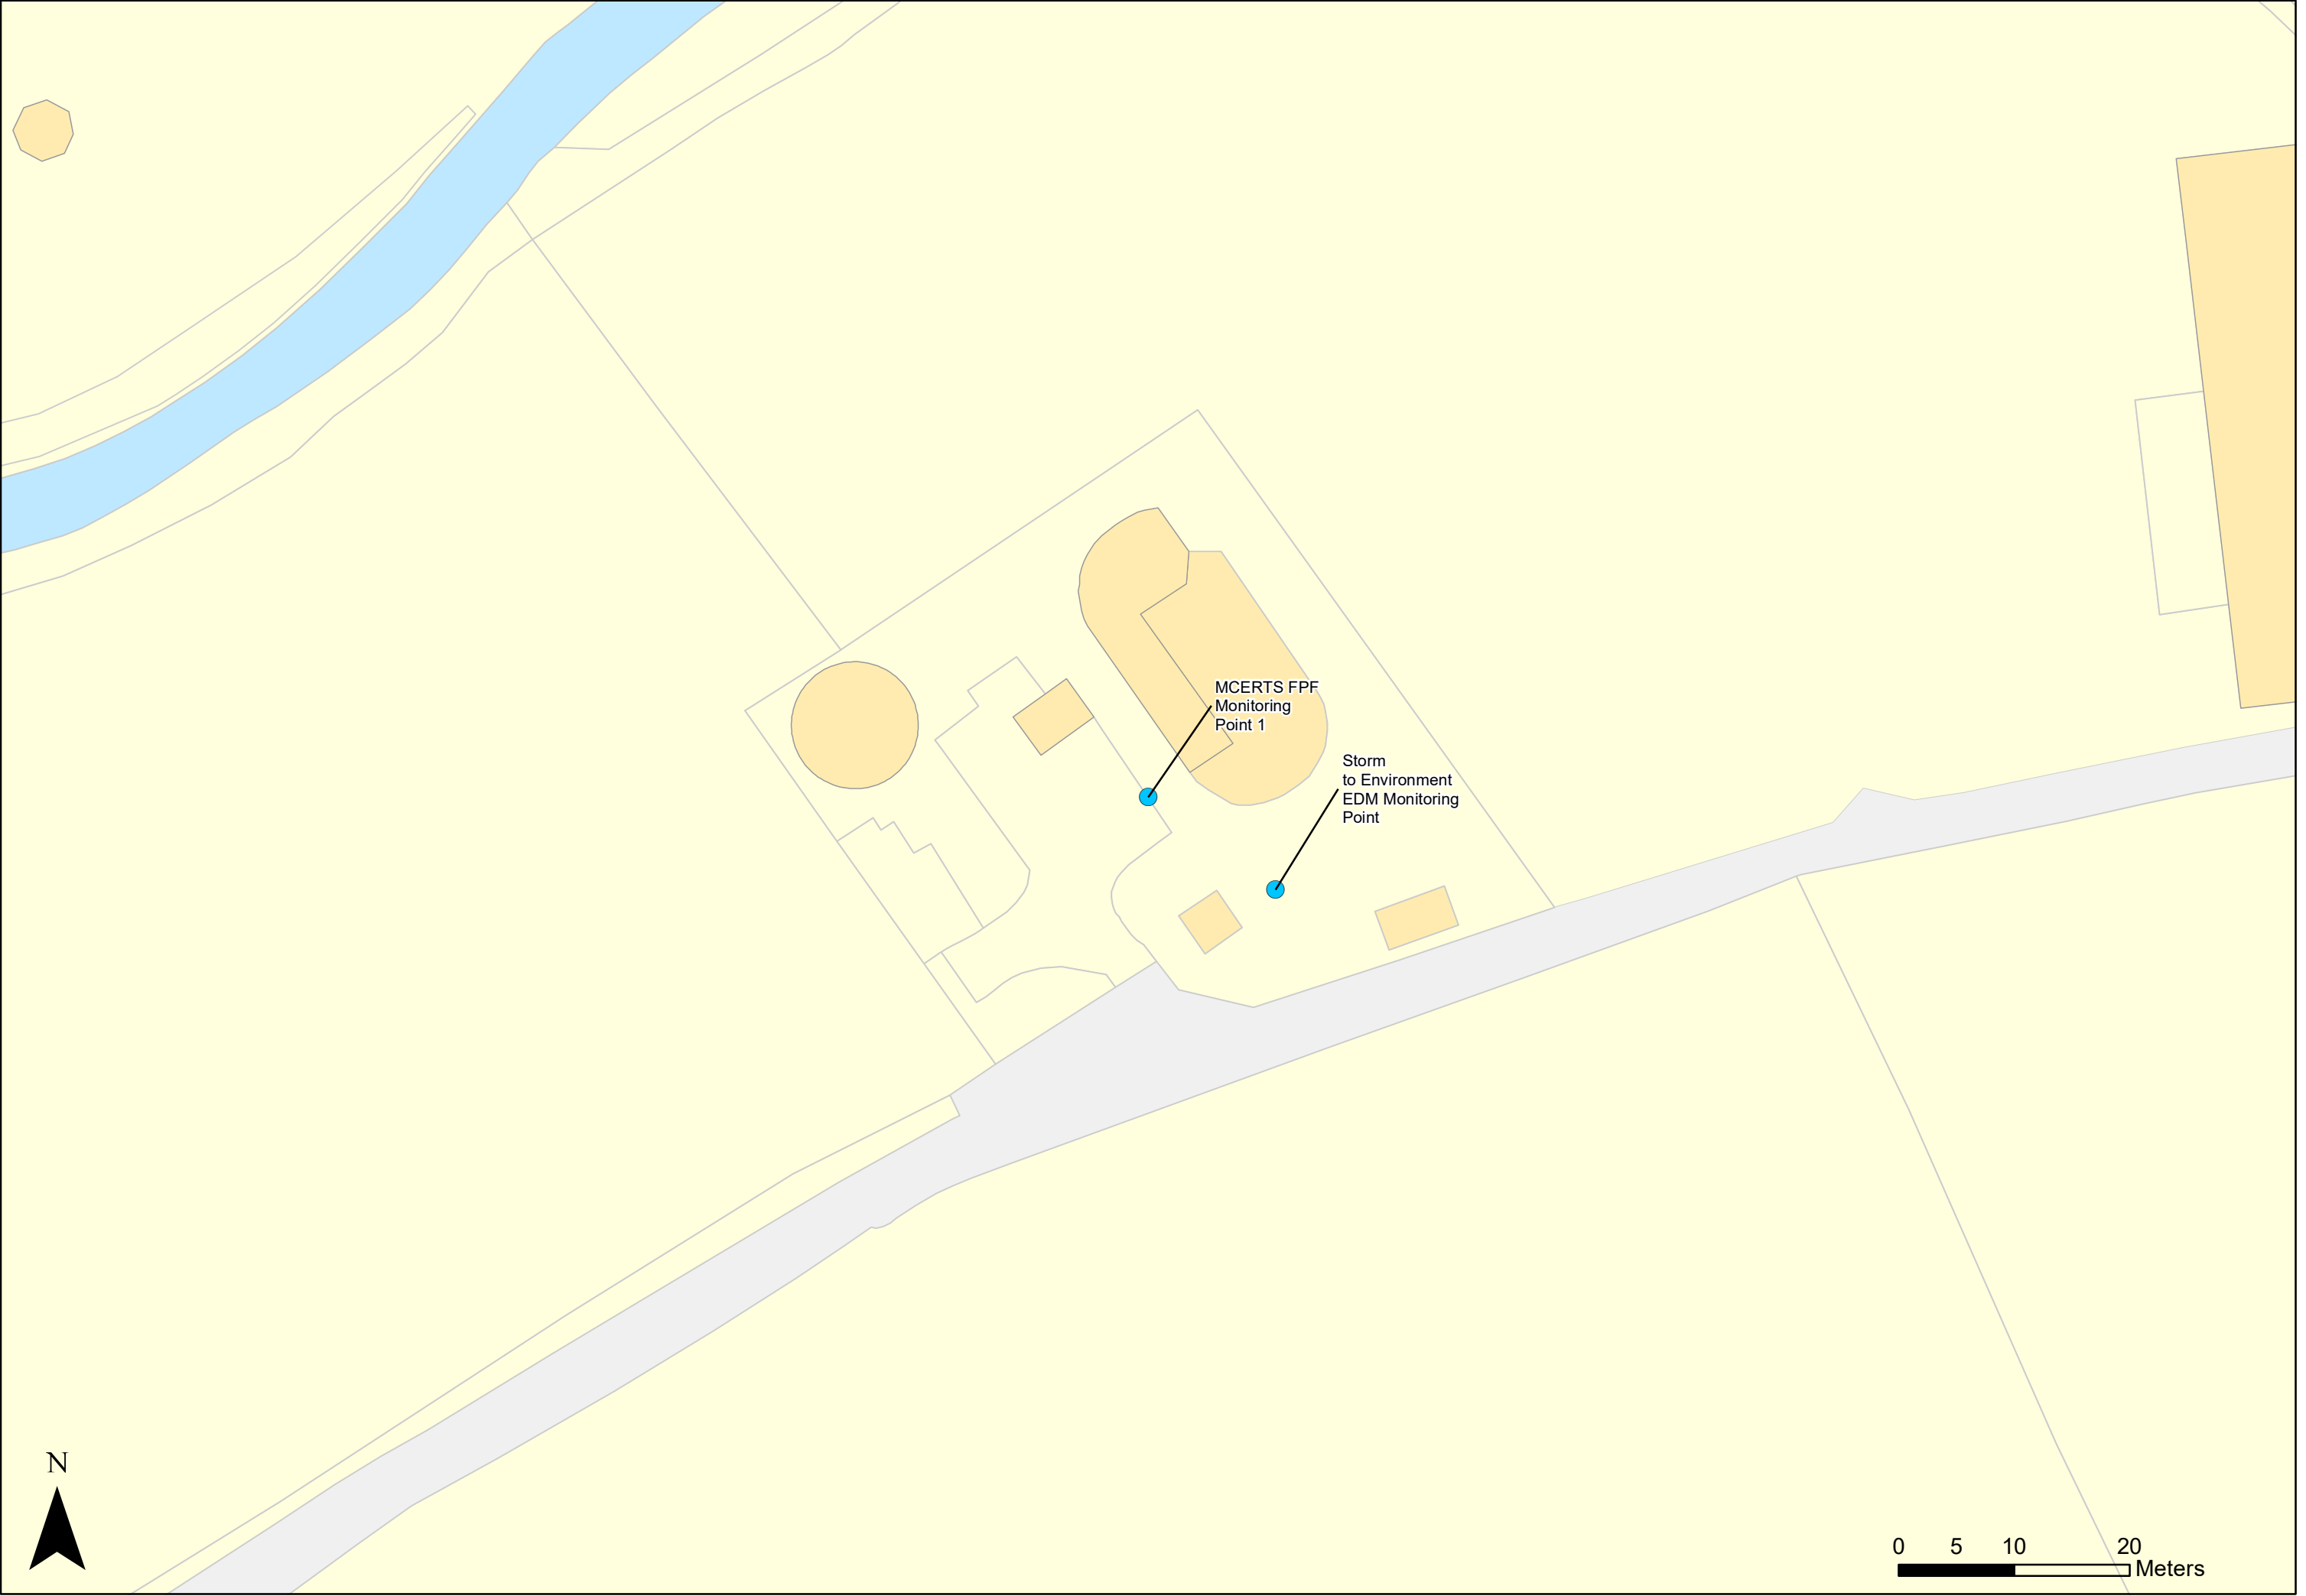 MCERTS FPF
Monitoring
Point 1
Storm
to Environment
EDM Monitoring
Point
N
0 5 10 20
Meters